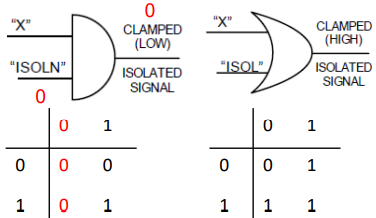 0
"X"
CLAMPED
(LOW)
"ISOLN"
ISOLATED
SIGNAL
0
0 1
0 0 0
1 0 1
"X"
CLAMPED
(HIGH)
"ISOL"
ISOLATED
SIGNAL
0 1
0 0 1
1 1 1